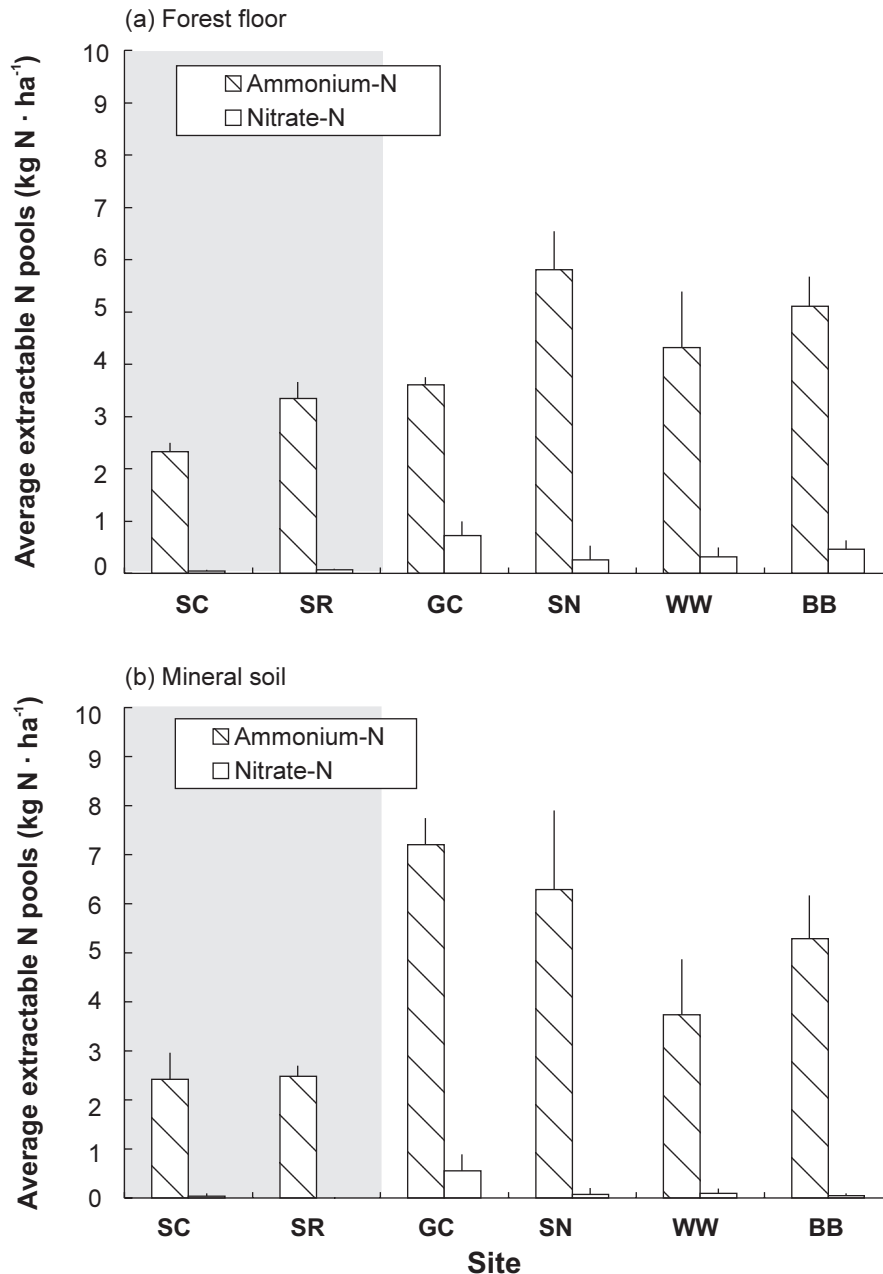 (a) Forest floor
Average extractable N pools (kg N · ha⁻¹)
10
9
8
7
6
5
4
3
2
1
0
Ammonium-N
Nitrate-N
SC SR GC SN WW BB
(b) Mineral soil
Average extractable N pools (kg N · ha⁻¹)
10
9
8
7
6
5
4
3
2
1
0
Ammonium-N
Nitrate-N
SC SR GC SN WW BB
Site